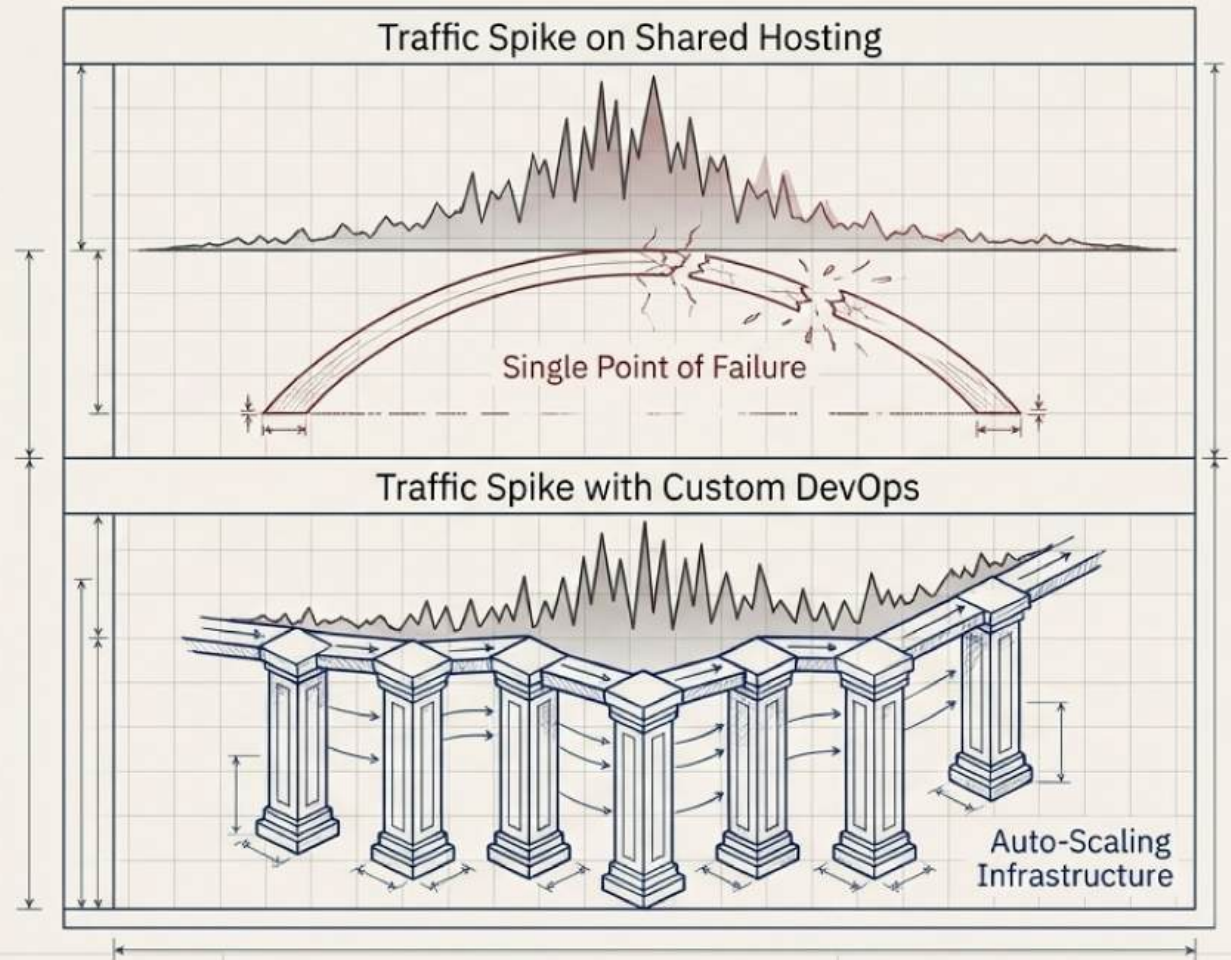 Traffic Spike on Shared Hosting
Single Point of Failure
Traffic Spike with Custom DevOps
Auto-Scaling
Infrastructure